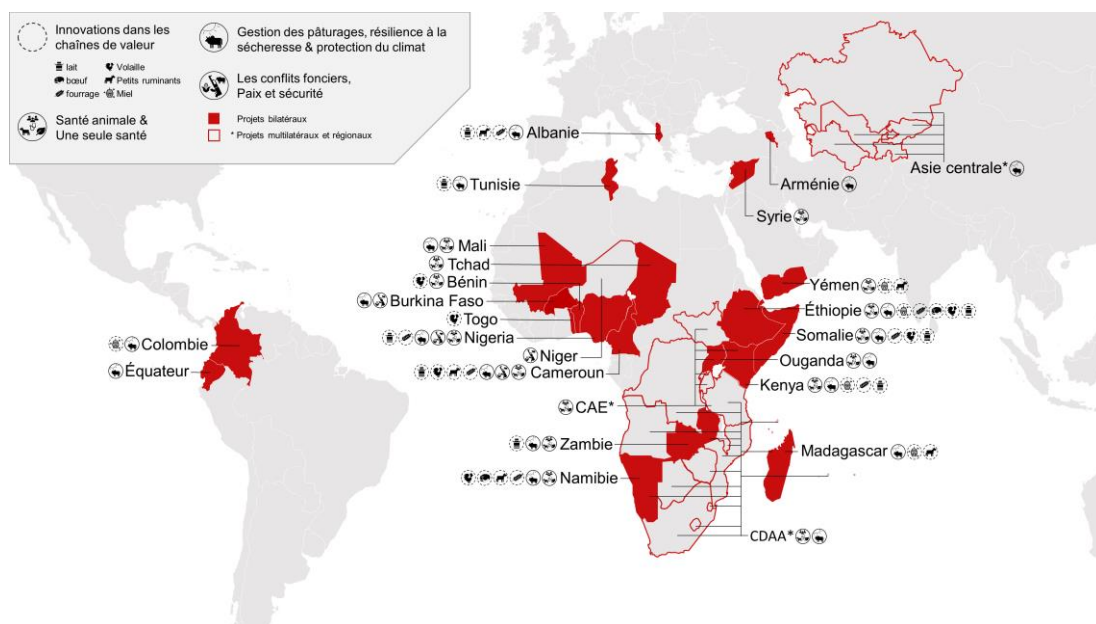 Innovations dans les
chaînes de valeur
lait
Volaille
bœuf
Petits ruminants
fourrage
Miel
Santé animale &
Une seule santé
Gestion des pâturages, résilience à la
sécheresse & protection du climat
Les conflits fonciers,
Paix et sécurité
Projets bilatéraux
* Projets multilatéraux et régionaux
Albanie
Tunisie
Asie centrale*
Arménie
Syrie
Mali
Tchad
Bénin
Burkina Faso
Togo
Nigeria
Niger
Cameroun
CAE*
Zambie
Namibie
Colombie
Équateur
Yémen
Éthiopie
Somalie
Ouganda
Kenya
Madagascar
CDAA*